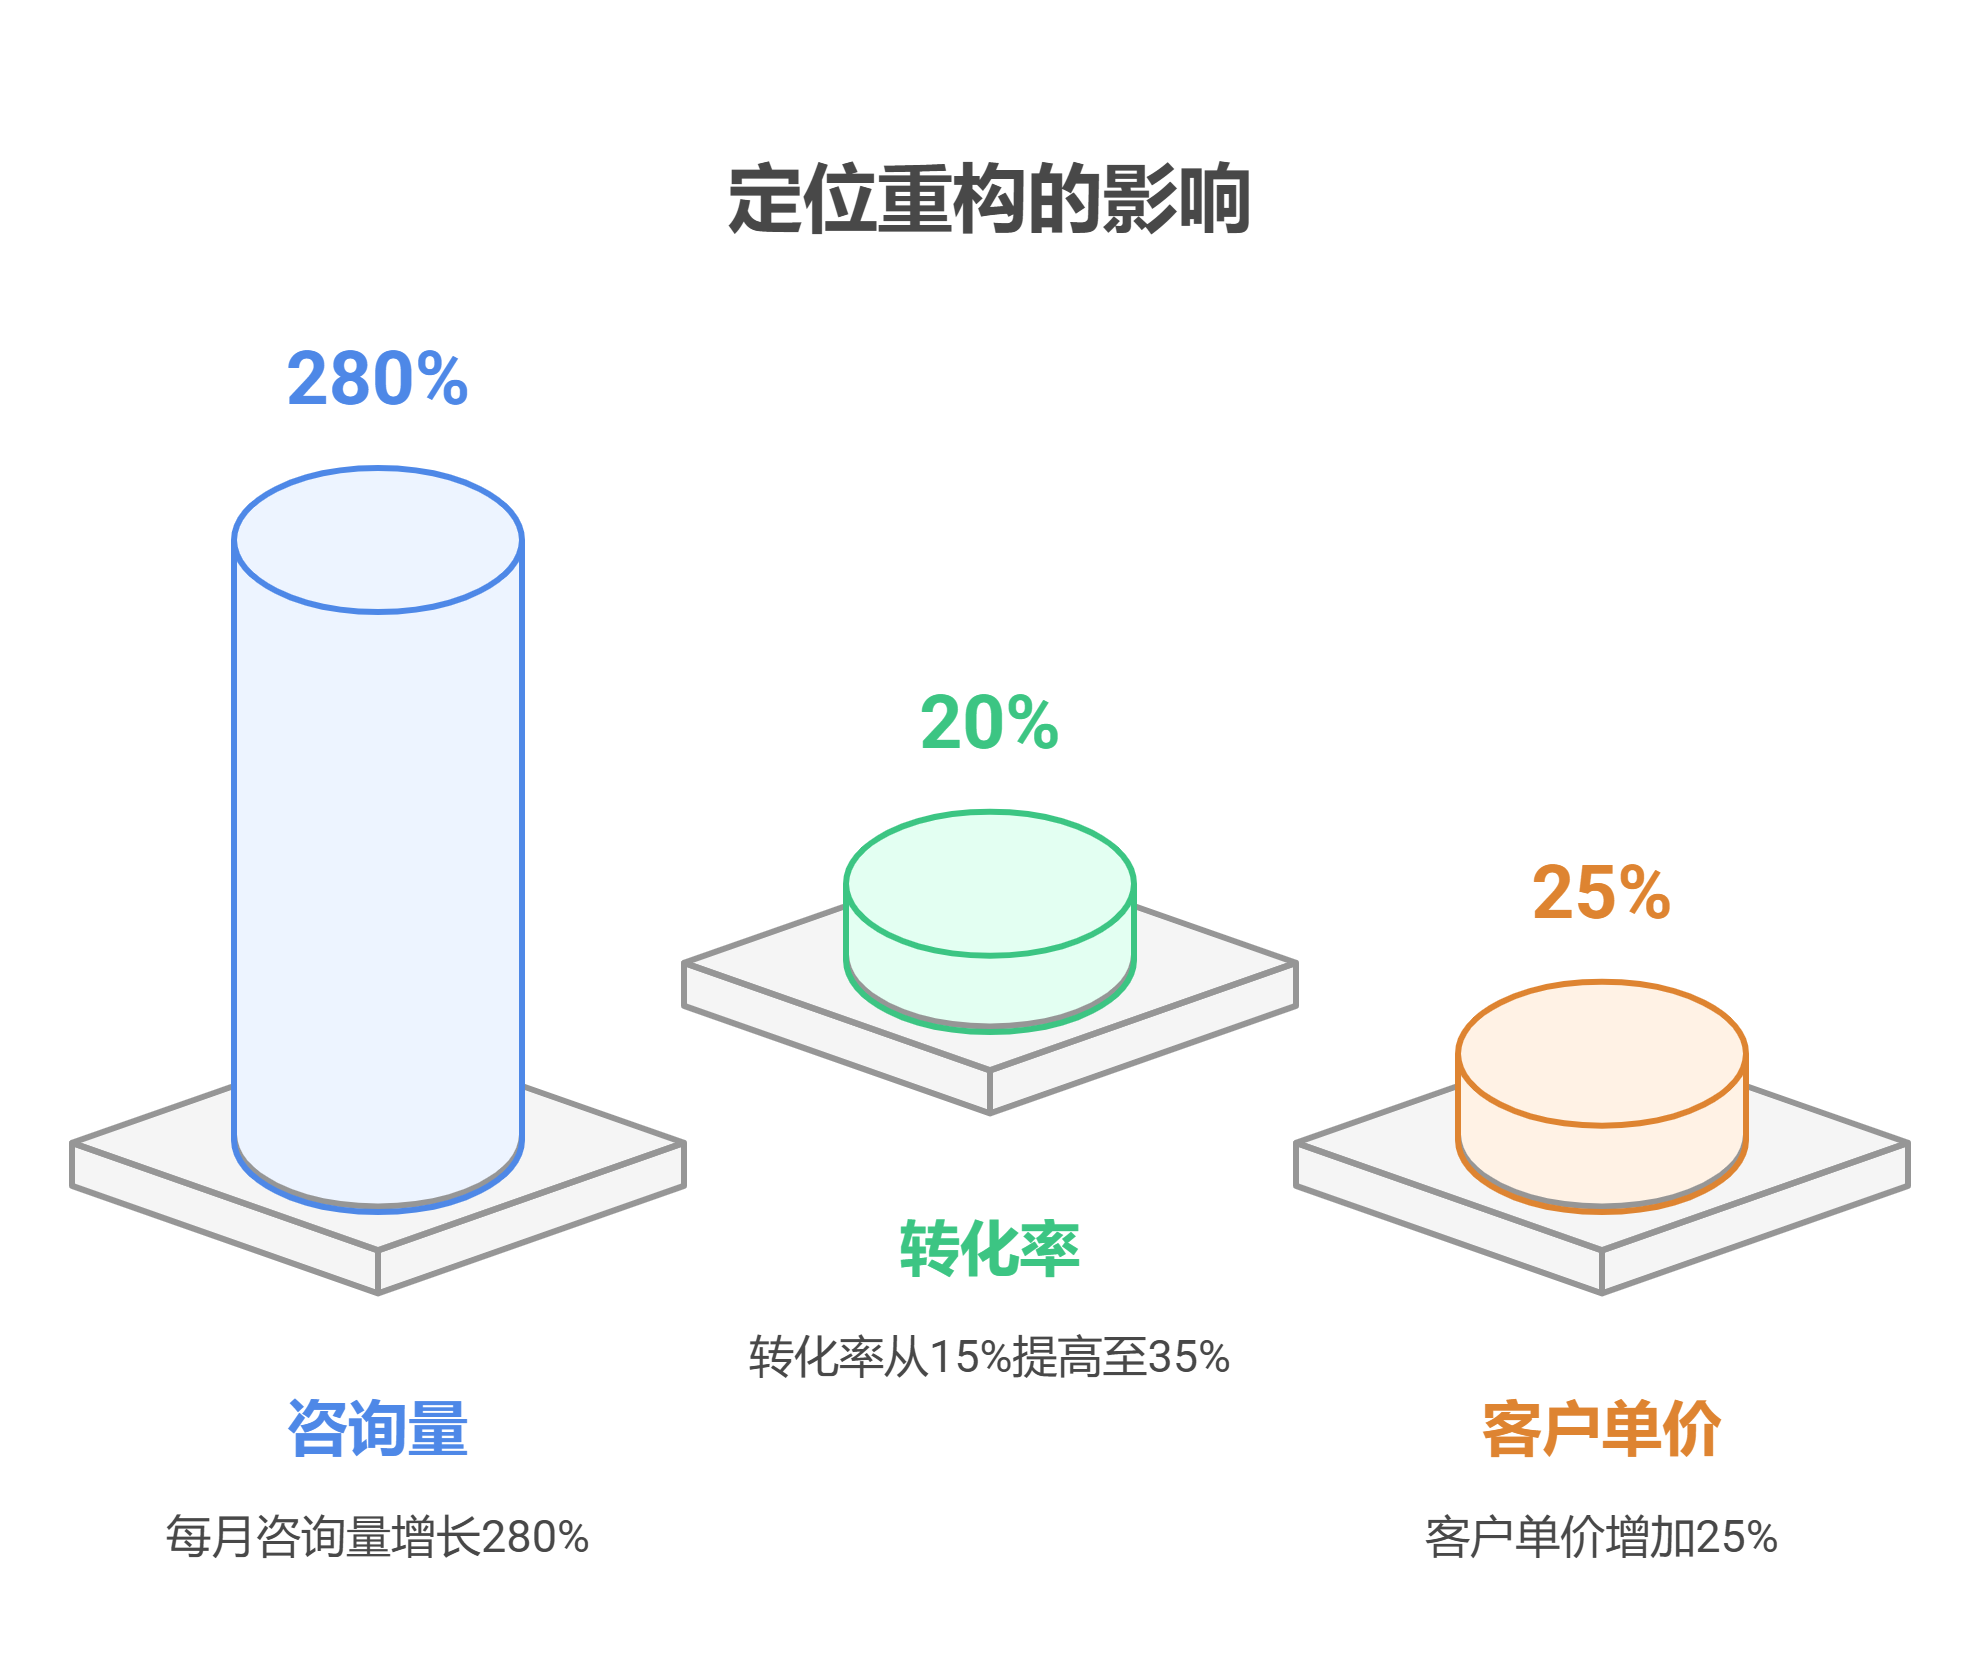 定位重构的影响
280%
咨询量
每月咨询量增长280%
20%
转化率
转化率从15%提高至35%
25%
客户单价
客户单价增加25%